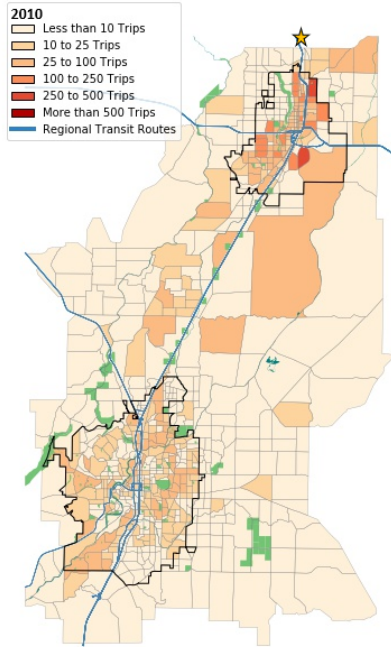 2010
Less than 10 Trips
10 to 25 Trips
25 to 100 Trips
100 to 250 Trips
250 to 500 Trips
More than 500 Trips
Regional Transit Routes